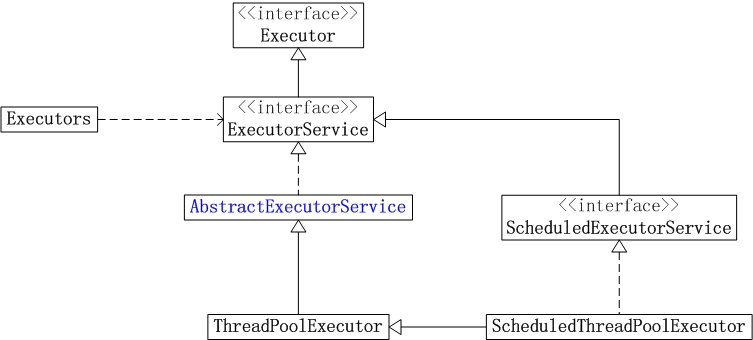 <<interface>>
Executor
<<interface>>
ExecutorService
Executors
AbstractExecutorService
<<interface>>
ScheduledExecutorService
ThreadPoolExecutor
ScheduledThreadPoolExecutor